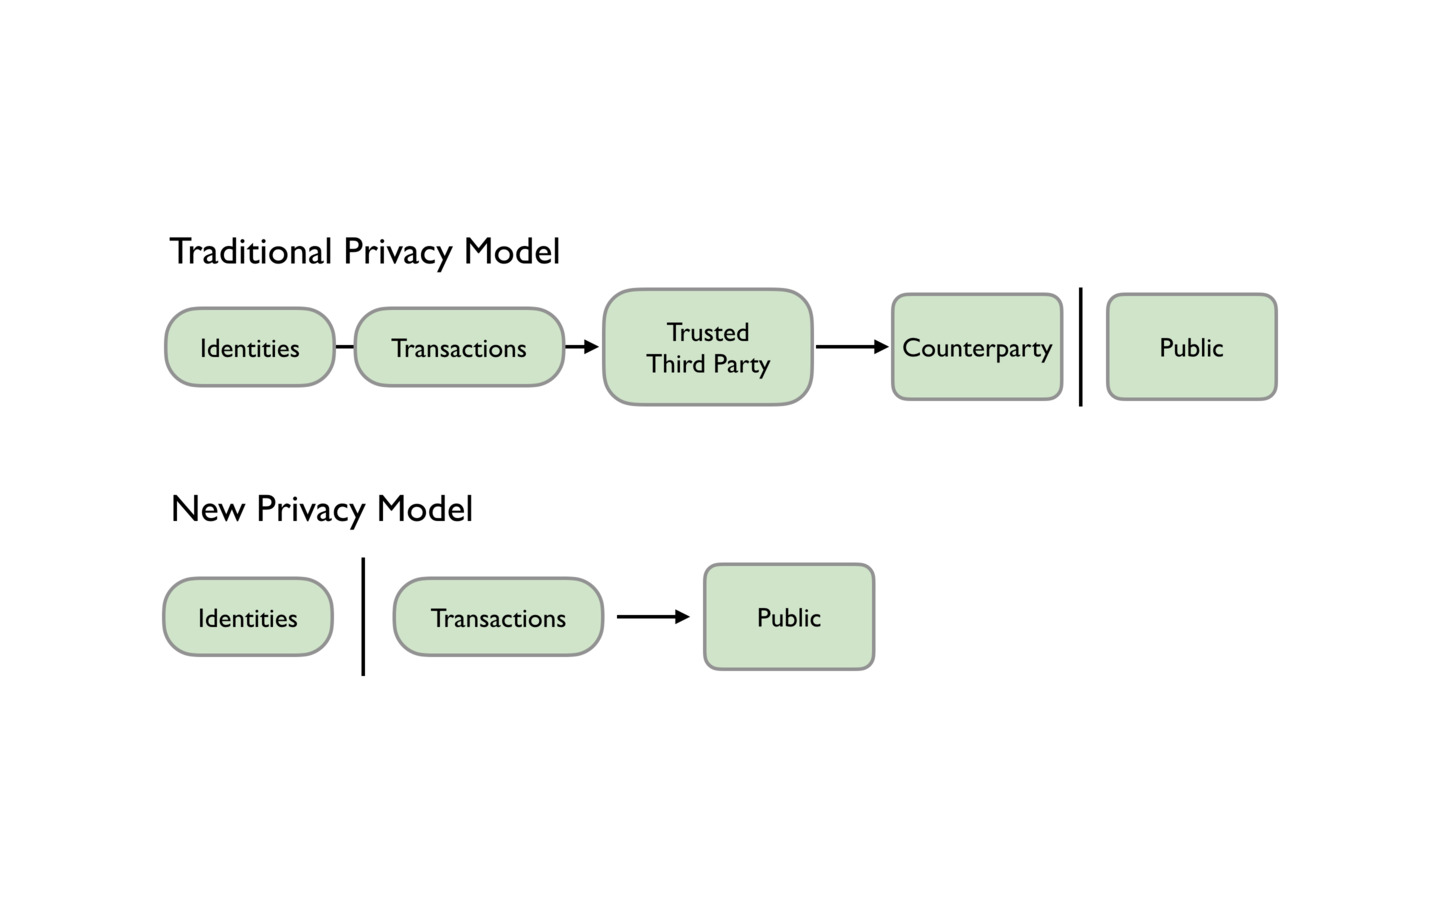 Traditional Privacy Model
Identities
Transactions
Trusted
Third Party
Counterparty
Public
New Privacy Model
Identities
Transactions
Public